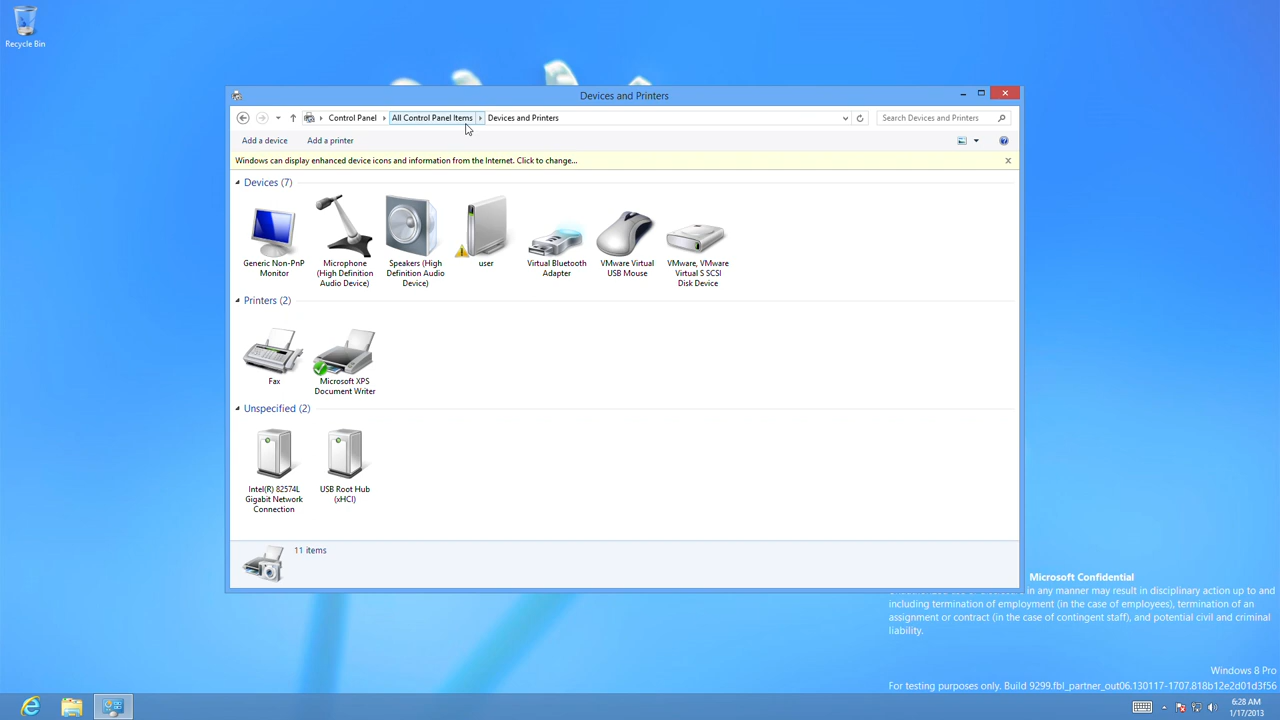 Recycle Bin
Devices and Printers
Control Panel
All Control Panel Items
Devices and Printers
Search Devices and Printers
Add a device
Add a printer
Windows can display enhanced device icons and information from the Internet. Click to change...
Devices (7)
Generic Non-PnP
Monitor
Microphone
(High Definition
Audio Device)
Speakers (High
Definition Audio
Device)
user
Virtual Bluetooth
Adapter
VMware Virtual
USB Mouse
VMware, VMware
Virtual S SCSI
Disk Device
Printers (2)
Fax
Microsoft XPS
Document Writer
Unspecified (2)
Intel(R) 82574L
Gigabit Network
Connection
USB Root Hub
(xHCI)
11 items
Microsoft Confidential
in any manner may result in disciplinary action up to and
including termination of employment (in the case of employees), termination of an
assignment or contract (in the case of contingent staff), and potential civil and criminal
liability.
Windows 8 Pro
For testing purposes only. Build 9299.fbl_partner_out06.130117-1707.818b12e2d01d3f56
6:28 AM
1/17/2013